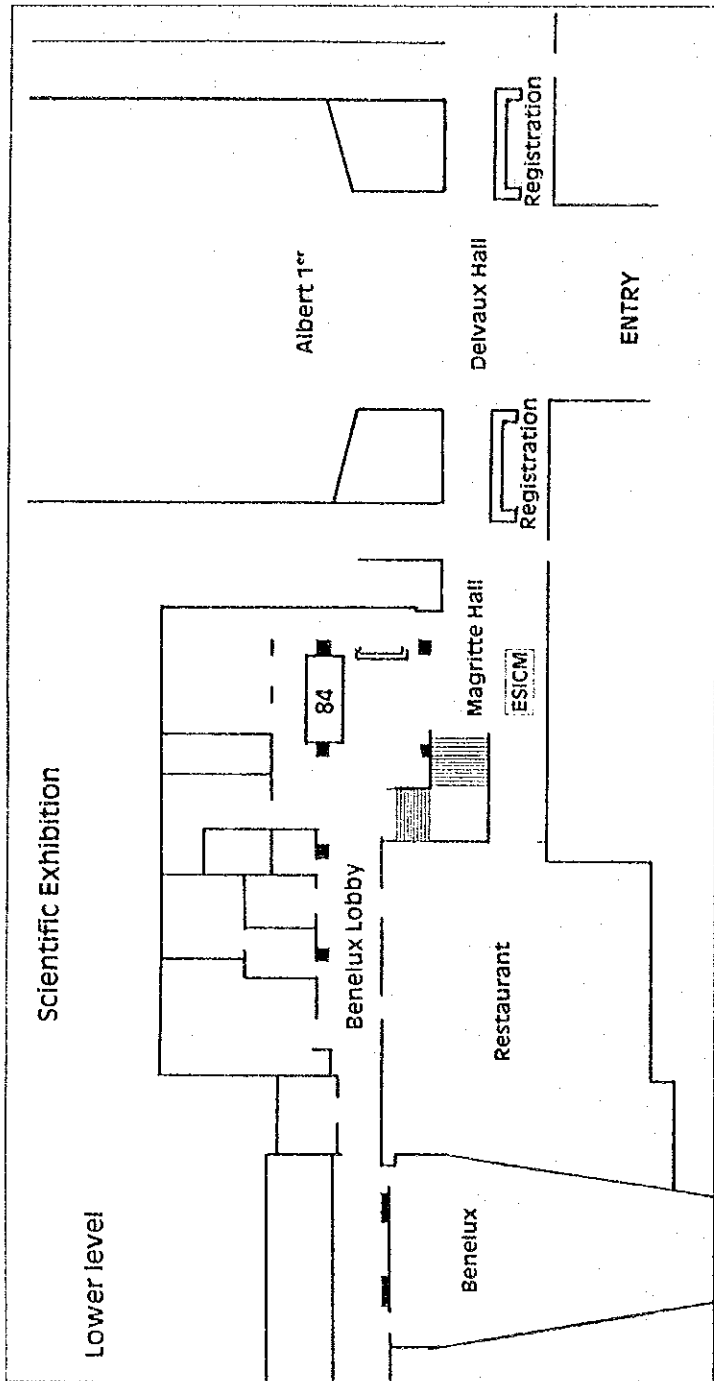 Lower level
Scientific Exhibition
Albert 1er
84
Benelux Lobby
Magritte Hall
Delvaux Hall
ESICM
Registration
Registration
Restaurant
Benelux
ENTRY